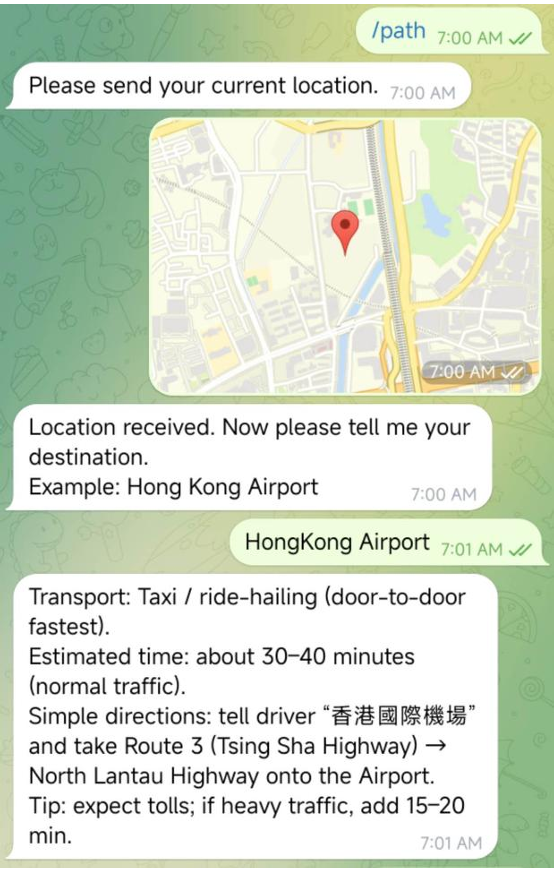 /path 7:00 AM
Please send your current location. 7:00 AM
7:00 AM
Location received. Now please tell me your
destination.
Example: Hong Kong Airport 7:00 AM
HongKong Airport 7:01 AM
Transport: Taxi / ride-hailing (door-to-door
fastest).
Estimated time: about 30–40 minutes
(normal traffic).
Simple directions: tell driver “香港國際機場”
and take Route 3 (Tsing Sha Highway) →
North Lantau Highway onto the Airport.
Tip: expect tolls; if heavy traffic, add 15–20
min. 7:01 AM